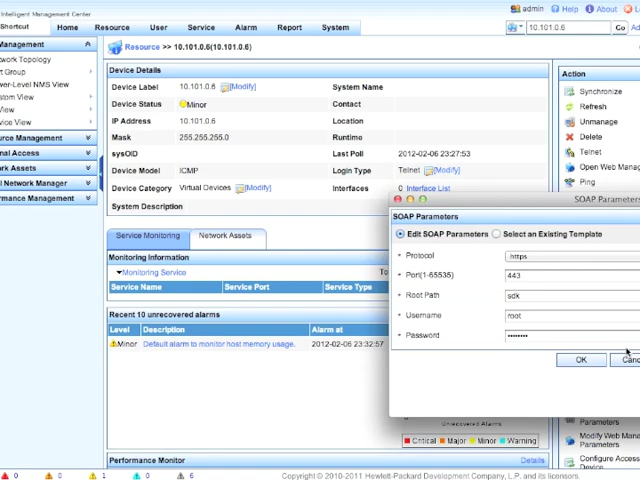 Intelligent Management Center
admin Help About
Shortcut Home Resource User Service Alarm Report System
10.101.0.6 Go
Management
work Topology
Group
wer-Level NMS View
tom View
View
vice View
urce Management
nal Access
rk Assets
l Network Manager
rmance Management
Resource >> 10.101.0.6(10.101.0.6)
Device Details
Device Label 10.101.0.6 [Modify] System Name
Device Status Minor Contact
IP Address 10.101.0.6 Location
Mask 255.255.255.0 Runtime
sysOID Last Poll 2012-02-06 23:27:53
Device Model ICMP Login Type Telnet [Modify]
Device Category Virtual Devices [Modify] Interfaces 0 Interface List
System Description
Service Monitoring Network Assets
Monitoring Information
Monitoring Service To
Service Name Service Port Service Type
Recent 10 unrecovered alarms
Level Description Alarm at
Minor Default alarm to monitor host memory usage. 2012-02-06 23:32:57
Unrecovered Alarms
Critical Major Minor Warning
Performance Monitor Details
Action
Synchronize
Refresh
Unmanage
Delete
Telnet
Open Web Manag
Ping
SOAP Parameters
SOAP Parameters
Edit SOAP Parameters Select an Existing Template
* Protocol https
* Port(1-65535) 443
* Root Path sdk
* Username root
* Password ••••••••
OK Canc
Parameters
Modify Web Mana
Parameters
Configure Access
Device
0 0 1 0 6 Copyright © 2010-2011 Hewlett-Packard Development Company, L.P. and its licensors.